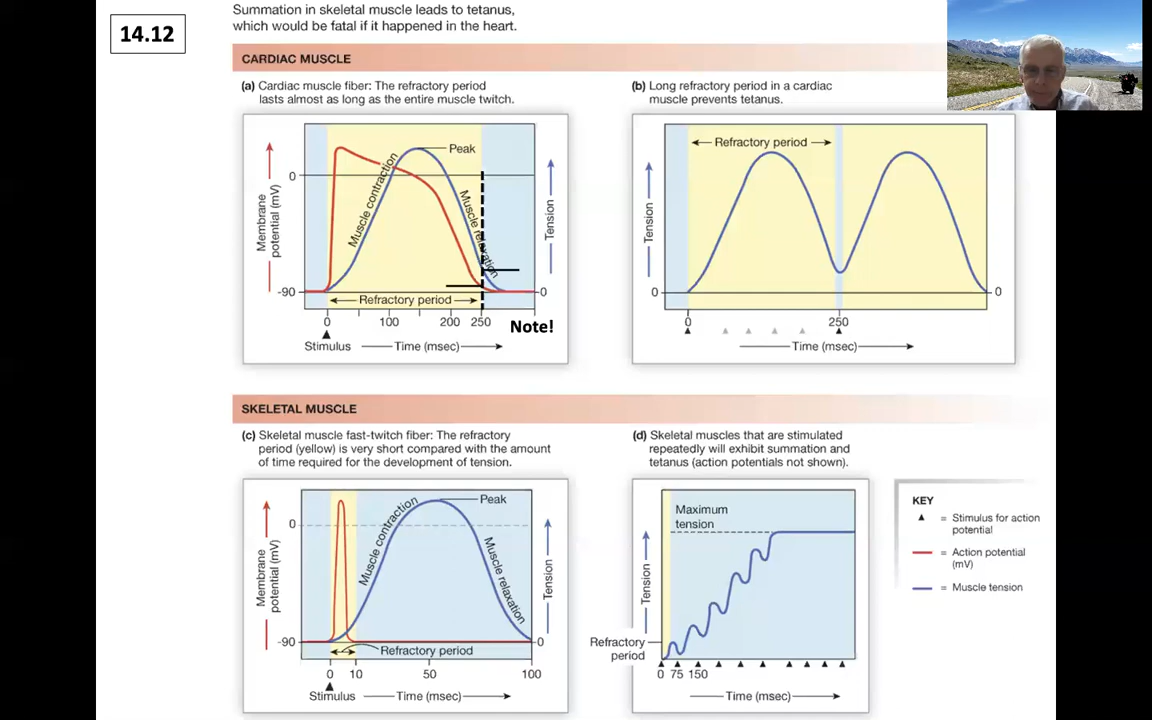 Summation in skeletal muscle leads to tetanus,
which would be fatal if it happened in the heart.
14.12
CARDIAC MUSCLE
(a) Cardiac muscle fiber: The refractory period
lasts almost as long as the entire muscle twitch.
Peak
0
Muscle contraction
Muscle relaxation
Membrane
potential (mV)
Tension
-90
0
Refractory period
0
100
200
250
Note!
Stimulus
Time (msec)
(b) Long refractory period in a cardiac
muscle prevents tetanus.
Refractory period
Tension
0
0
0
250
Time (msec)
SKELETAL MUSCLE
(c) Skeletal muscle fast-twitch fiber: The refractory
period (yellow) is very short compared with the amount
of time required for the development of tension.
Peak
0
Muscle contraction
Muscle relaxation
Membrane
potential (mV)
Tension
-90
0
Refractory period
0
10
50
100
Stimulus
Time (msec)
(d) Skeletal muscles that are stimulated
repeatedly will exhibit summation and
tetanus (action potentials not shown).
Maximum
tension
Tension
Refractory
period
0
75
150
Time (msec)
KEY
= Stimulus for action
potential
= Action potential
(mV)
= Muscle tension